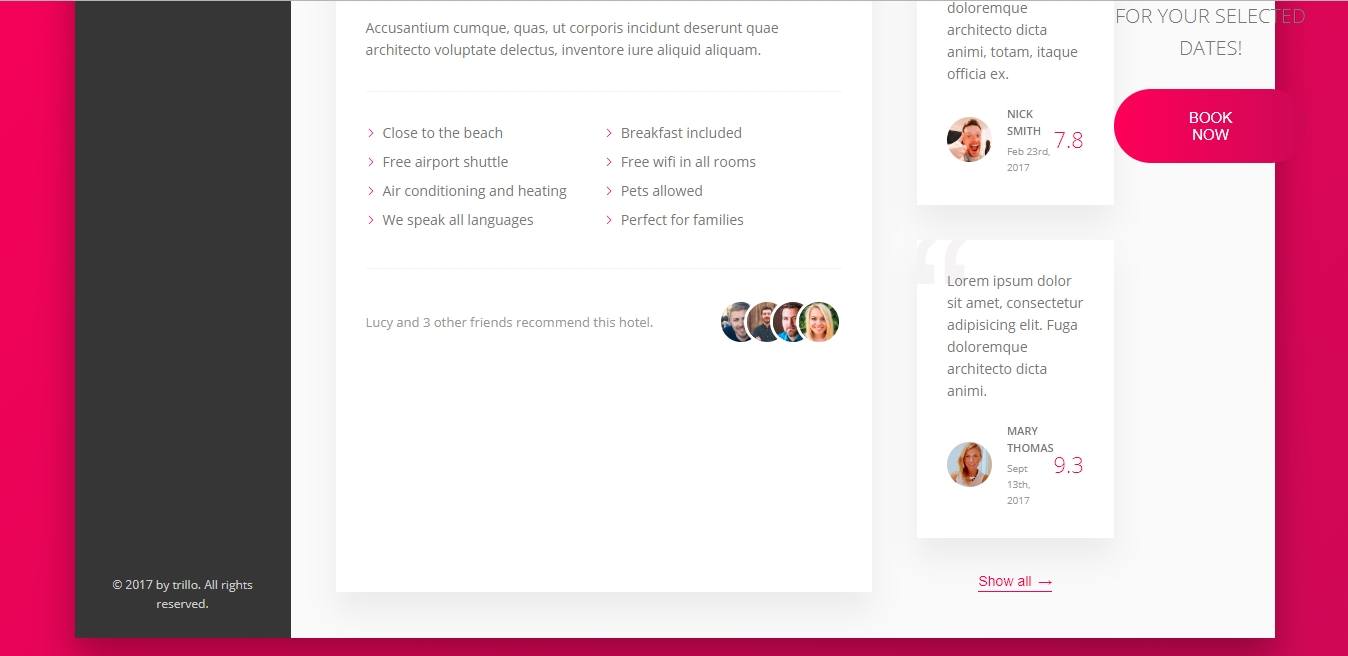 Accusantium cumque, quas, ut corporis incidunt deserunt quae
architecto voluptate delectus, inventore iure aliquid aliquam.
Close to the beach
Breakfast included
Free airport shuttle
Free wifi in all rooms
Air conditioning and heating
Pets allowed
We speak all languages
Perfect for families
Lucy and 3 other friends recommend this hotel.
doloremque
architecto dicta
animi, totam, itaque
officia ex.
NICK
SMITH
Feb 23rd,
2017
7.8
“
Lorem ipsum dolor
sit amet, consectetur
adipisicing elit. Fuga
doloremque
architecto dicta
animi.
MARY
THOMAS
Sept
13th,
2017
9.3
Show all →
FOR YOUR SELECTED
DATES!
BOOK
NOW
© 2017 by trillo. All rights
reserved.